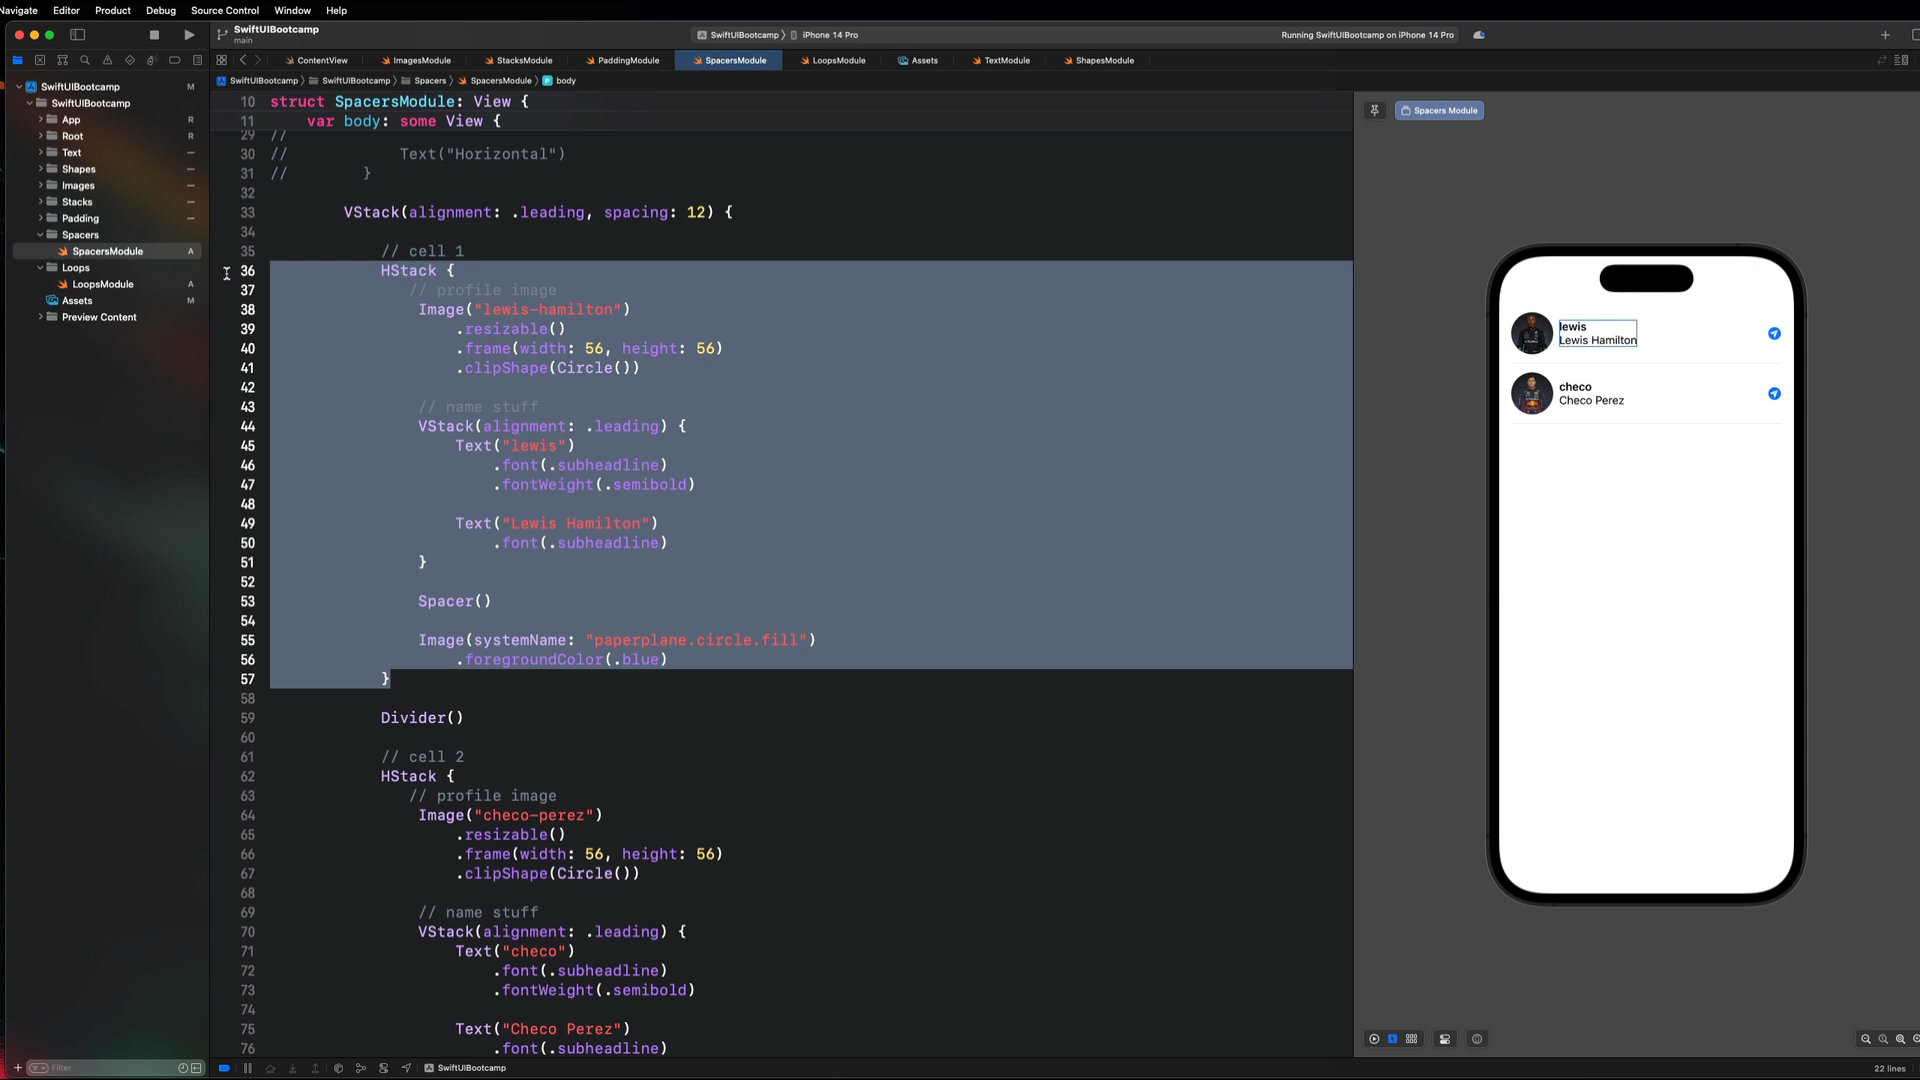 Navigate Editor Product Debug Source Control Window Help
SwiftUIBootcamp
main
SwiftUIBootcamp iPhone 14 Pro
Running SwiftUIBootcamp on iPhone 14 Pro
ContentView ImagesModule StacksModule PaddingModule SpacersModule LoopsModule Assets TextModule ShapesModule
SwiftUIBootcamp SwiftUIBootcamp Spacers SpacersModule body
SwiftUIBootcamp M
SwiftUIBootcamp
App R
Root R
Text
Shapes
Images
Stacks
Padding
Spacers
SpacersModule A
Loops
LoopsModule A
Assets M
Preview Content
Filter
10 struct SpacersModule: View {
11 var body: some View {
29 //
30 // Text("Horizontal")
31 // }
32
33 VStack(alignment: .leading, spacing: 12) {
34
35 // cell 1
36 HStack {
37 // profile image
38 Image("lewis-hamilton")
39 .resizable()
40 .frame(width: 56, height: 56)
41 .clipShape(Circle())
42
43 // name stuff
44 VStack(alignment: .leading) {
45 Text("lewis")
46 .font(.subheadline)
47 .fontWeight(.semibold)
48
49 Text("Lewis Hamilton")
50 .font(.subheadline)
51 }
52
53 Spacer()
54
55 Image(systemName: "paperplane.circle.fill")
56 .foregroundColor(.blue)
57 }
58
59 Divider()
60
61 // cell 2
62 HStack {
63 // profile image
64 Image("checo-perez")
65 .resizable()
66 .frame(width: 56, height: 56)
67 .clipShape(Circle())
68
69 // name stuff
70 VStack(alignment: .leading) {
71 Text("checo")
72 .font(.subheadline)
73 .fontWeight(.semibold)
74
75 Text("Checo Perez")
76 .font(.subheadline)
Spacers Module
lewis
Lewis Hamilton
checo
Checo Perez
SwiftUIBootcamp
22 lines